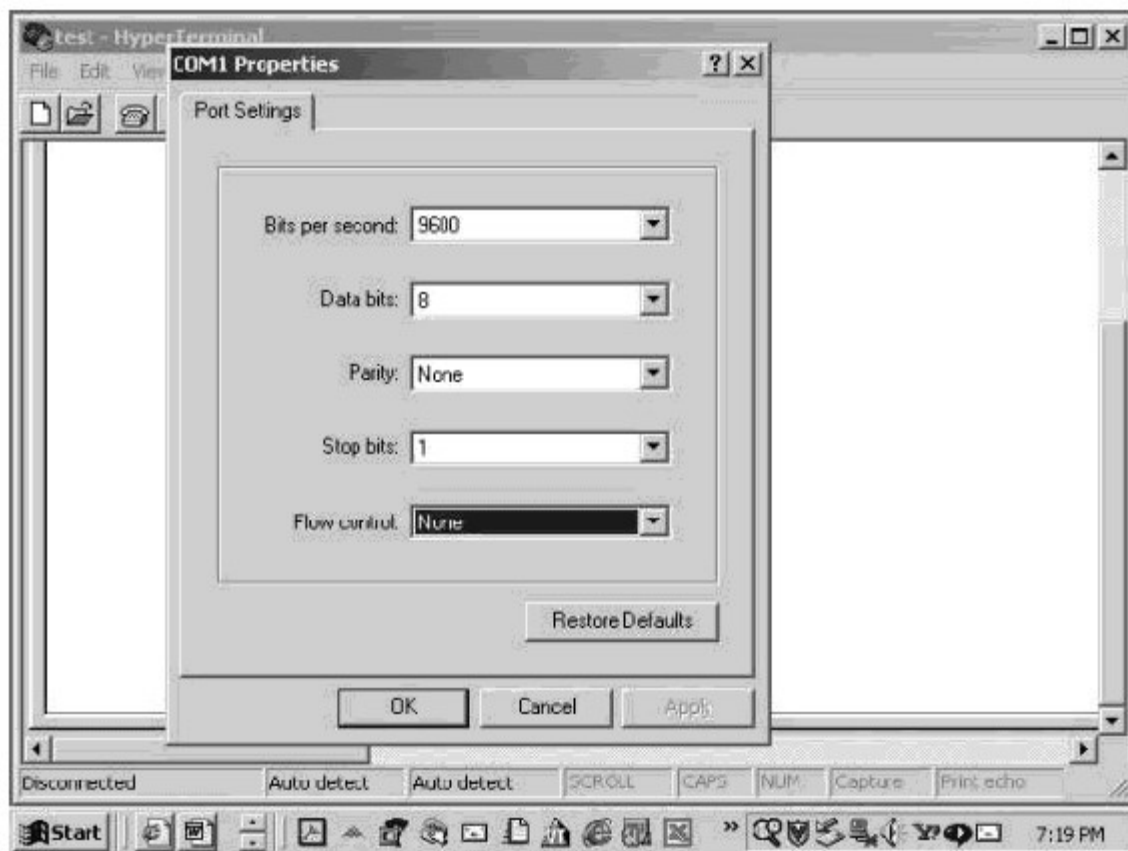 test - HyperTerminal
File Edit View
COM1 Properties
Port Settings
Bits per second: 9600
Data bits: 8
Parity: None
Stop bits: 1
Flow control: None
Restore Defaults
OK Cancel Apply
Disconnected Auto detect Auto detect SCROLL CAPS NUM Capture Print echo
Start 7:19 PM